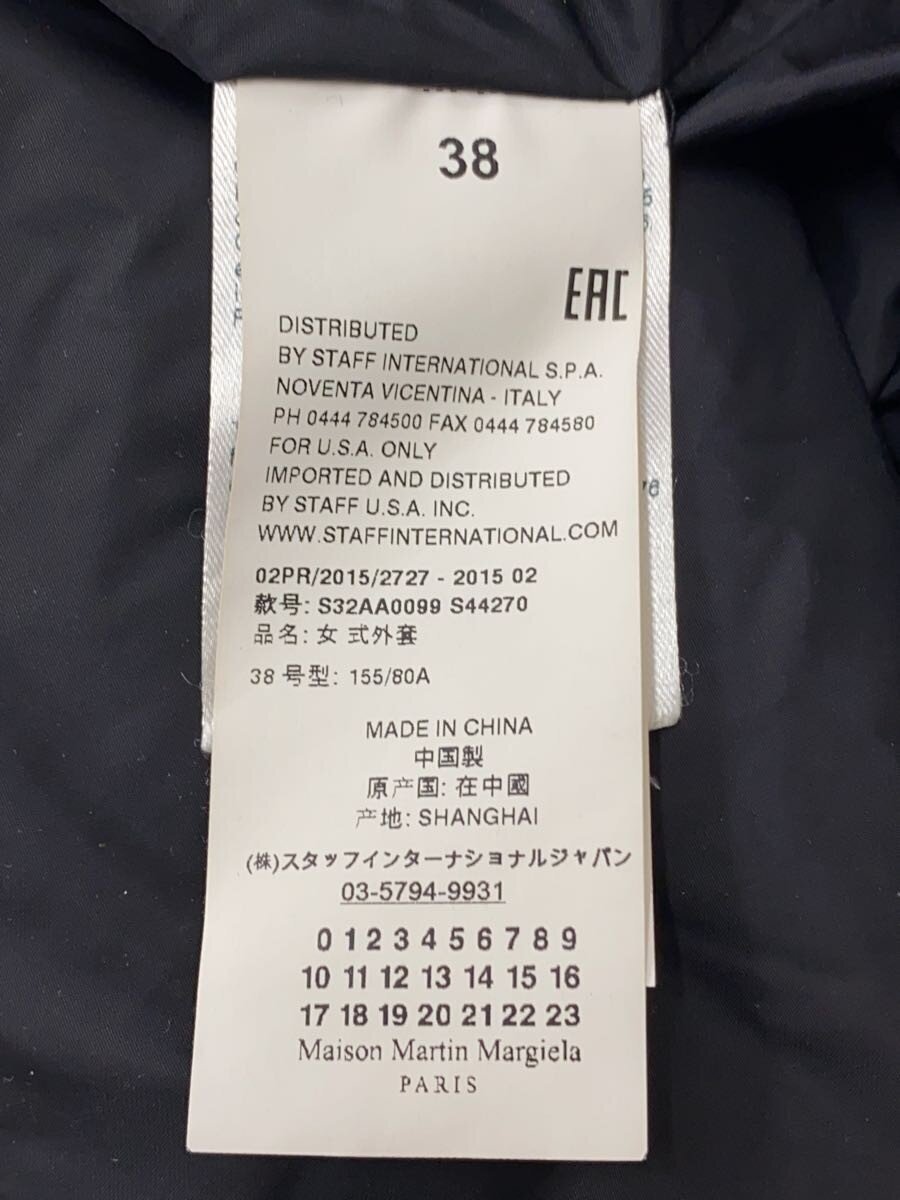 38
EAC
DISTRIBUTED
BY STAFF INTERNATIONAL S.P.A.
NOVENTA VICENTINA - ITALY
PH 0444 784500 FAX 0444 784580
FOR U.S.A. ONLY
IMPORTED AND DISTRIBUTED
BY STAFF U.S.A. INC.
WWW.STAFFINTERNATIONAL.COM
02PR/2015/2727 - 2015 02
款号: S32AA0099 S44270
品名: 女 式外套
38 号型: 155/80A
MADE IN CHINA
中国製
原产国: 在中國
产地: SHANGHAI
(株)スタッフインターナショナルジャパン
03-5794-9931
0 1 2 3 4 5 6 7 8 9
10 11 12 13 14 15 16
17 18 19 20 21 22 23
Maison Martin Margiela
PARIS